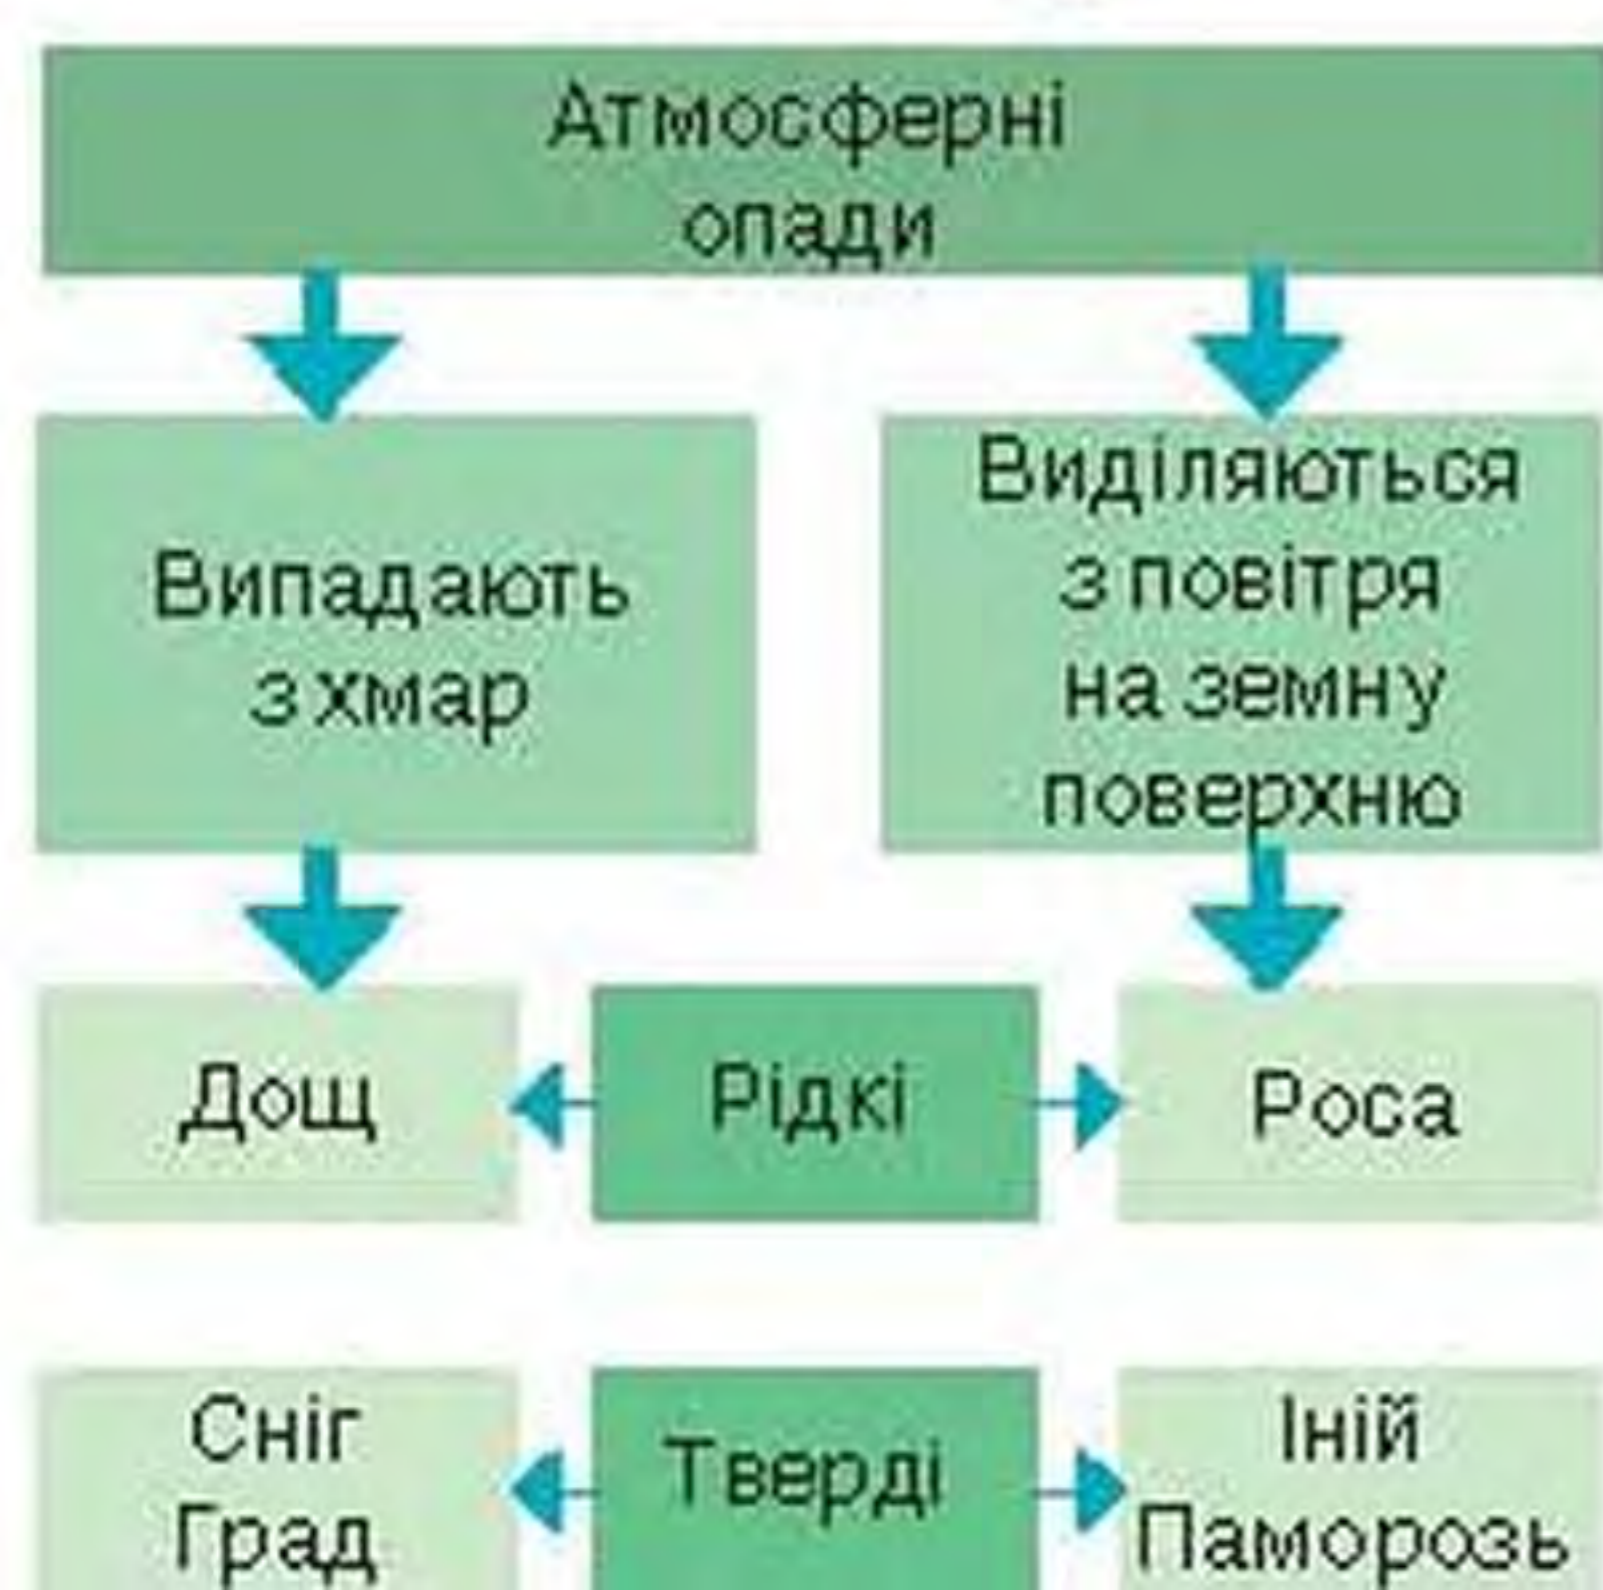 Атмосферні
опади
Випадають
з хмар
Виділяються
з повітря
на земну
поверхню
Дощ
Рідкі
Роса
Сніг
Град
Тверді
Іній
Паморозь